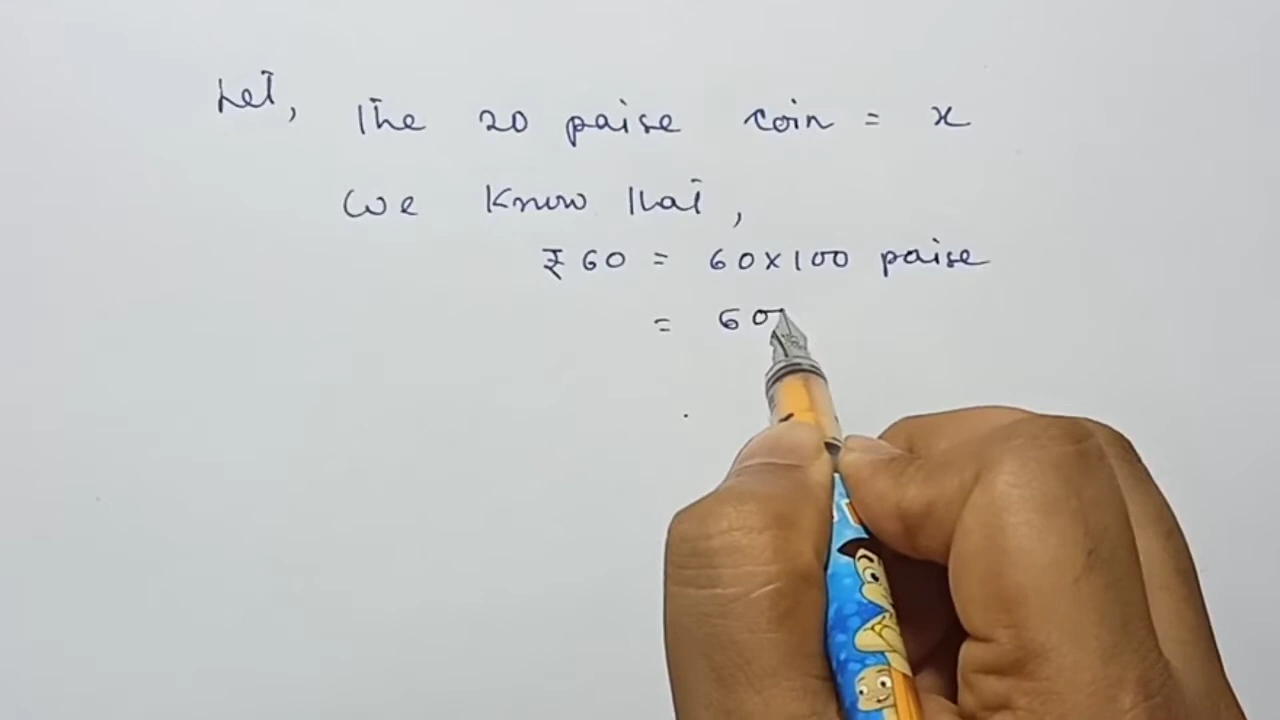 Let, The 20 paise coin = x
We know that,
₹60 = 60×100 paise
= 60